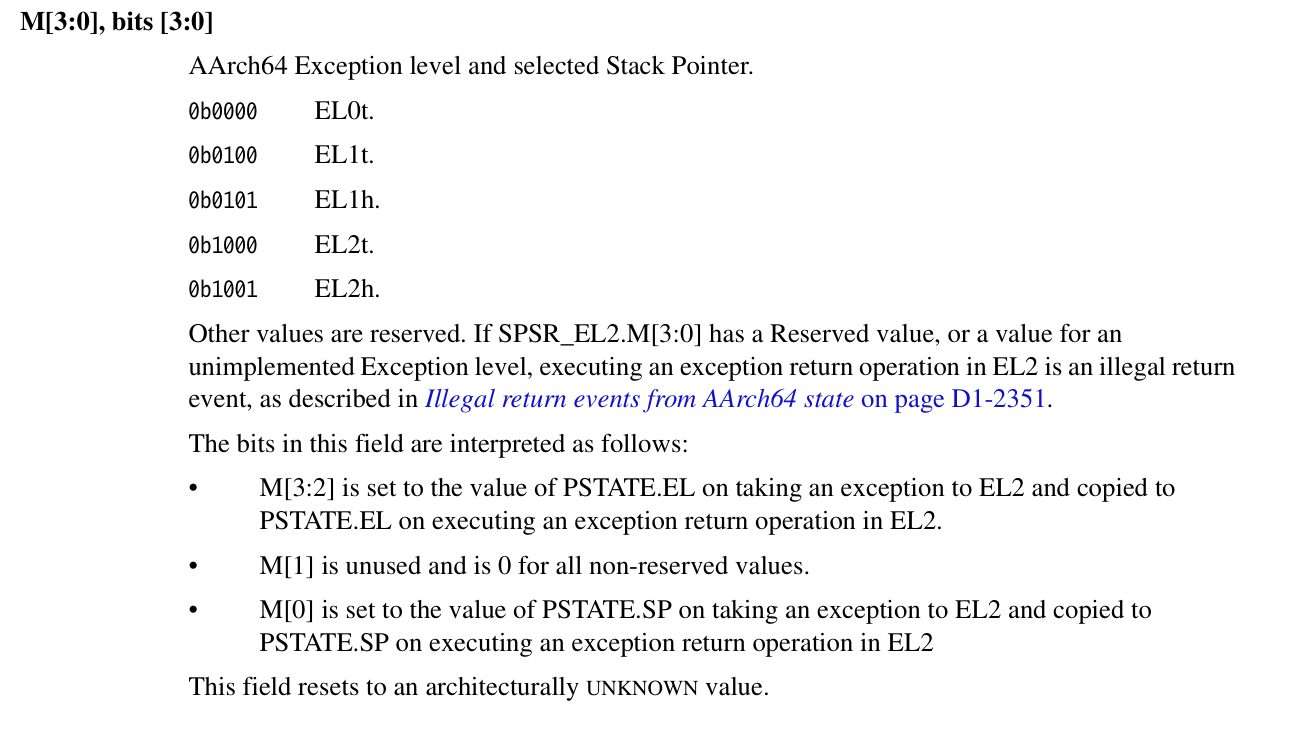 M[3:0], bits [3:0]
AArch64 Exception level and selected Stack Pointer.
0b0000 EL0t.
0b0100 EL1t.
0b0101 EL1h.
0b1000 EL2t.
0b1001 EL2h.
Other values are reserved. If SPSR_EL2.M[3:0] has a Reserved value, or a value for an
unimplemented Exception level, executing an exception return operation in EL2 is an illegal return
event, as described in Illegal return events from AArch64 state on page D1-2351.
The bits in this field are interpreted as follows:
• M[3:2] is set to the value of PSTATE.EL on taking an exception to EL2 and copied to
PSTATE.EL on executing an exception return operation in EL2.
• M[1] is unused and is 0 for all non-reserved values.
• M[0] is set to the value of PSTATE.SP on taking an exception to EL2 and copied to
PSTATE.SP on executing an exception return operation in EL2
This field resets to an architecturally UNKNOWN value.